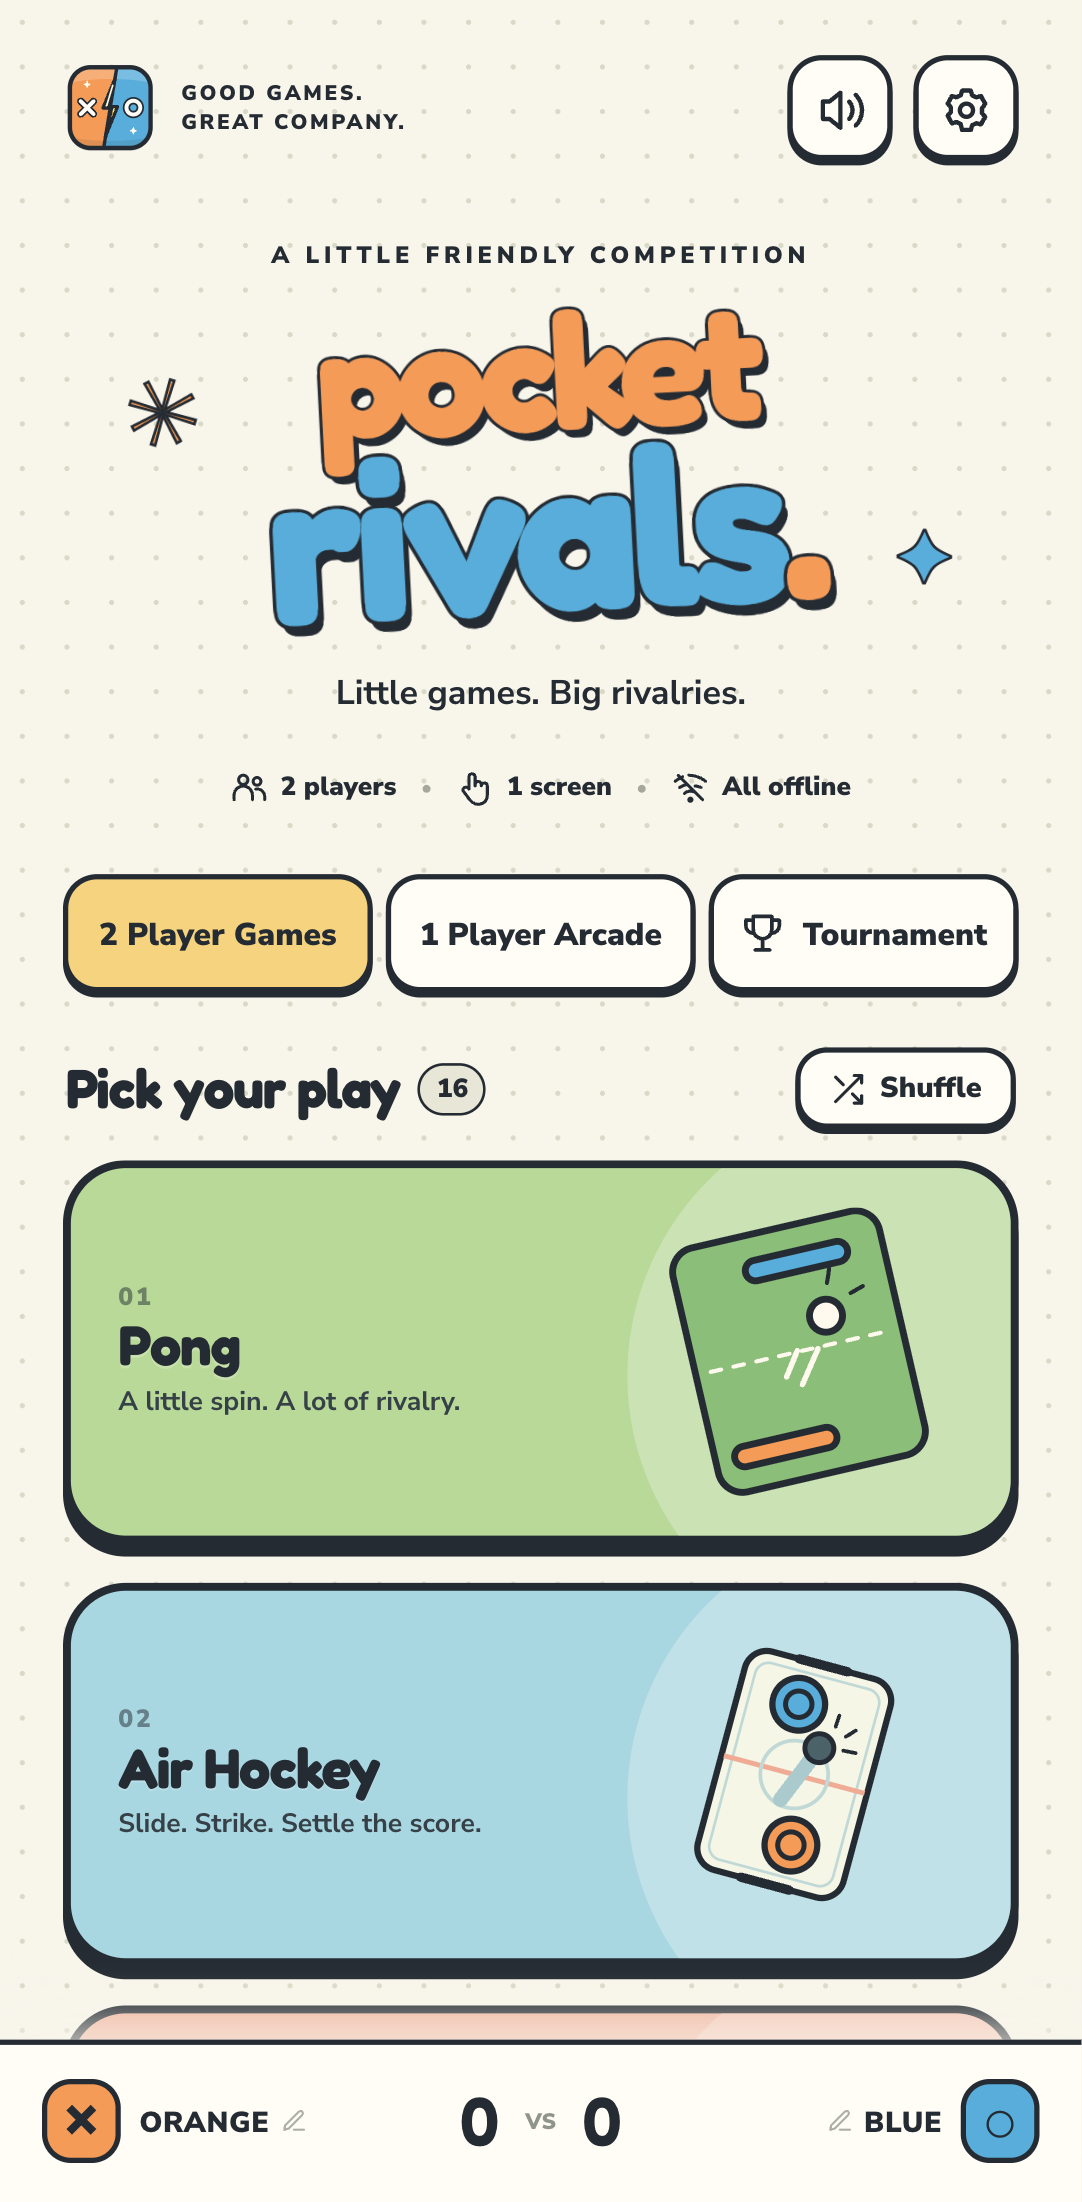 GOOD GAMES.
GREAT COMPANY.
A LITTLE FRIENDLY COMPETITION
pocket
rivals.
Little games. Big rivalries.
2 players • 1 screen • All offline
2 Player Games
1 Player Arcade
Tournament
Pick your play 16
Shuffle
01
Pong
A little spin. A lot of rivalry.
02
Air Hockey
Slide. Strike. Settle the score.
ORANGE 0 VS 0 BLUE